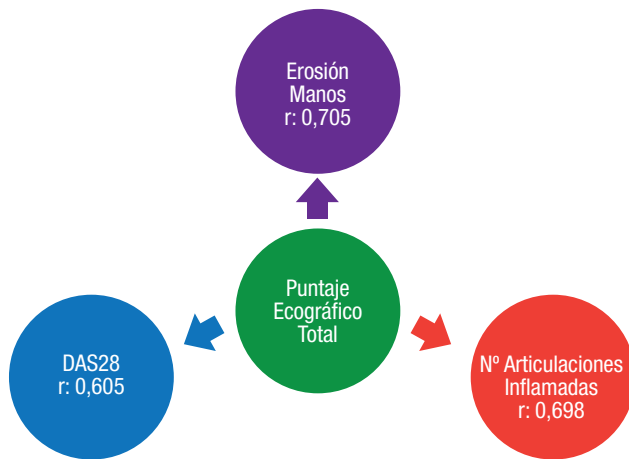 Erosión
Manos
r: 0,705
Puntaje
Ecográfico
Total
DAS28
r: 0,605
Nº Articulaciones
Inflamadas
r: 0,698